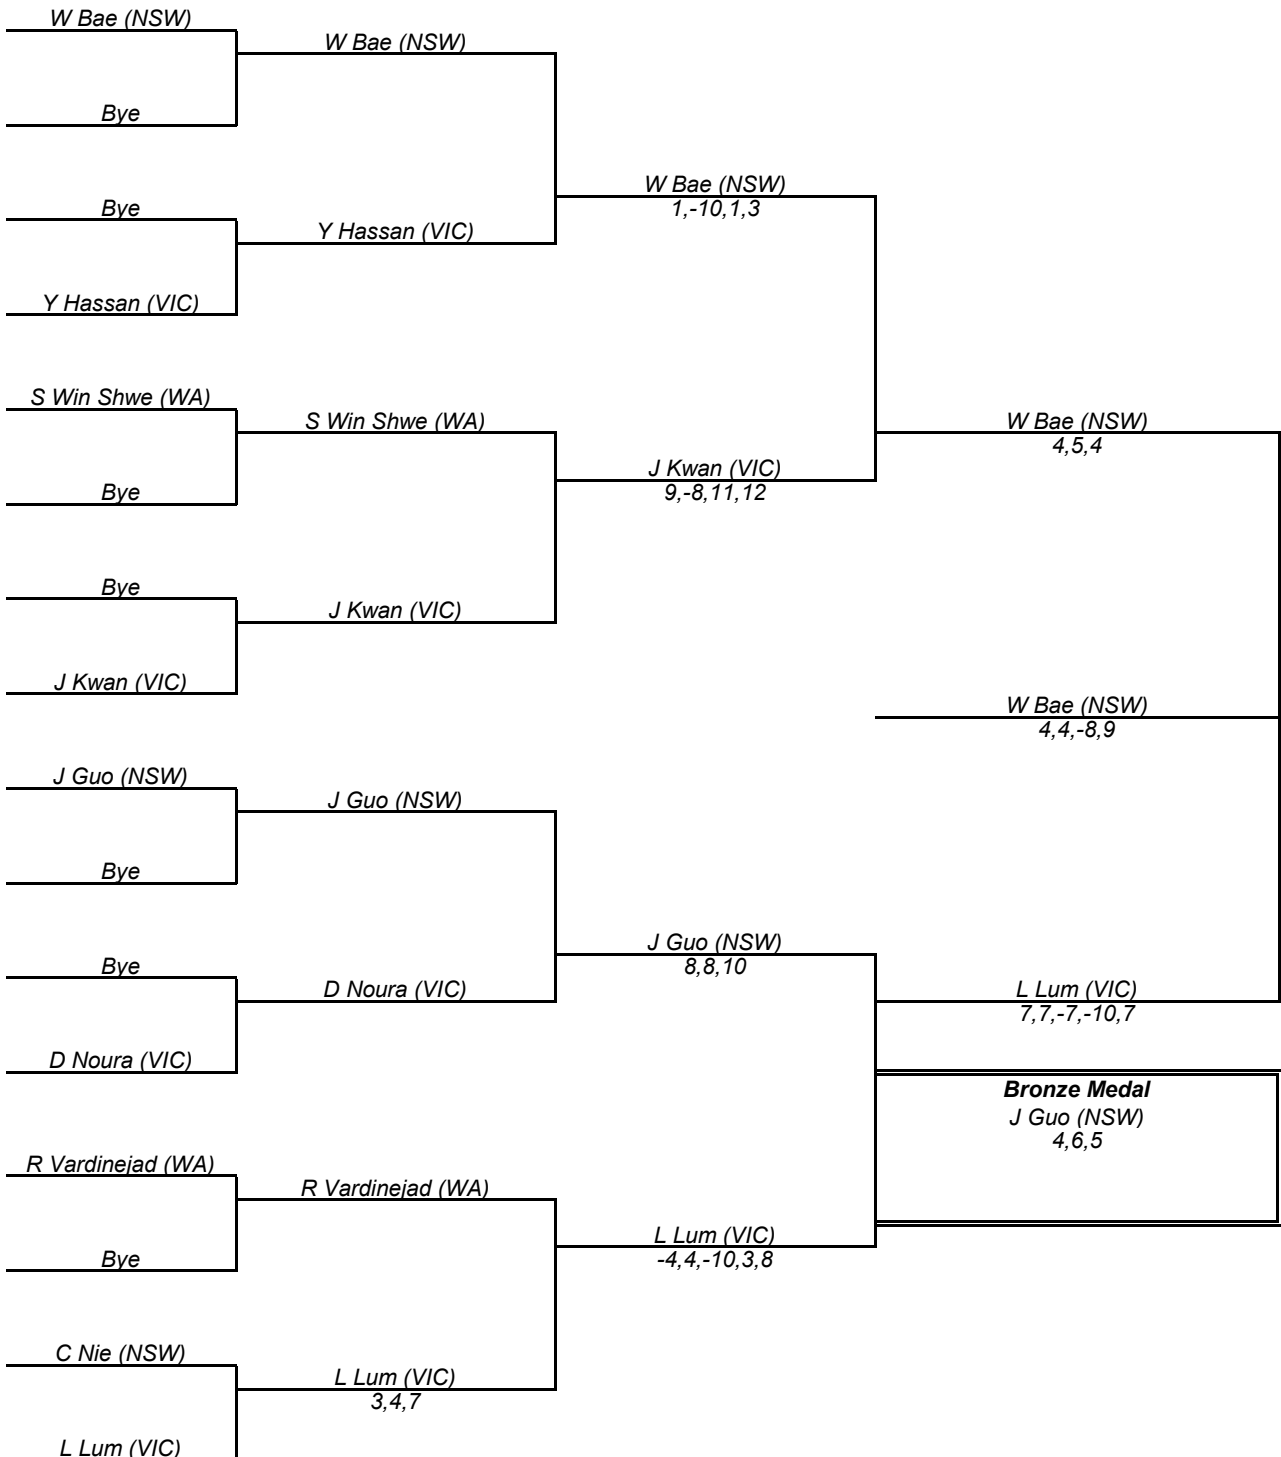 W Bae (NSW)
W Bae (NSW)
Bye
W Bae (NSW)
1,-10,1,3
Bye
Y Hassan (VIC)
Y Hassan (VIC)
S Win Shwe (WA)
S Win Shwe (WA)
W Bae (NSW)
4,5,4
J Kwan (VIC)
9,-8,11,12
Bye
Bye
J Kwan (VIC)
J Kwan (VIC)
W Bae (NSW)
4,4,-8,9
J Guo (NSW)
J Guo (NSW)
Bye
J Guo (NSW)
8,8,10
Bye
D Noura (VIC)
L Lum (VIC)
7,7,-7,-10,7
D Noura (VIC)
Bronze Medal
J Guo (NSW)
4,6,5
R Vardinejad (WA)
R Vardinejad (WA)
L Lum (VIC)
-4,4,-10,3,8
Bye
C Nie (NSW)
L Lum (VIC)
3,4,7
L Lum (VIC)